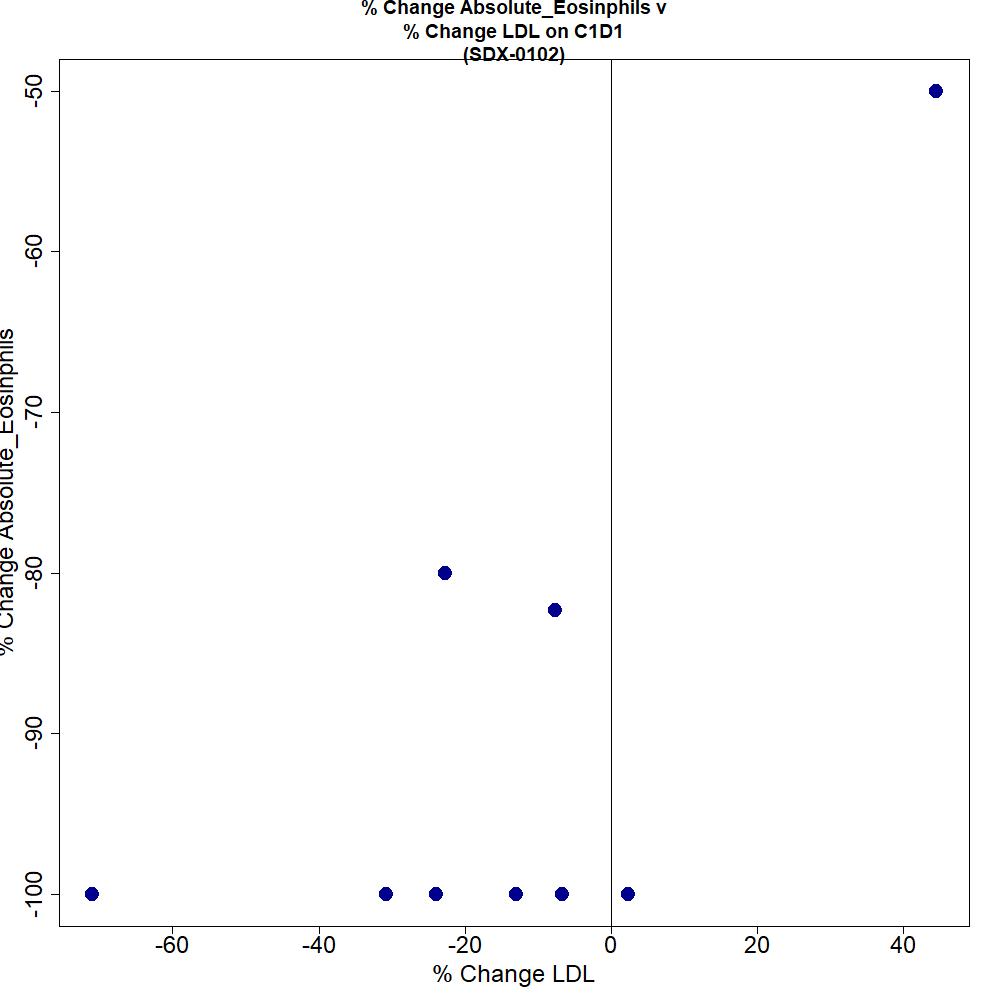 % Change Absolute_Eosinphils v
% Change LDL on C1D1
(SDX-0102)
% Change Absolute_Eosinphils
-50
-60
-70
-80
-90
-100
-60
-40
-20
0
20
40
% Change LDL